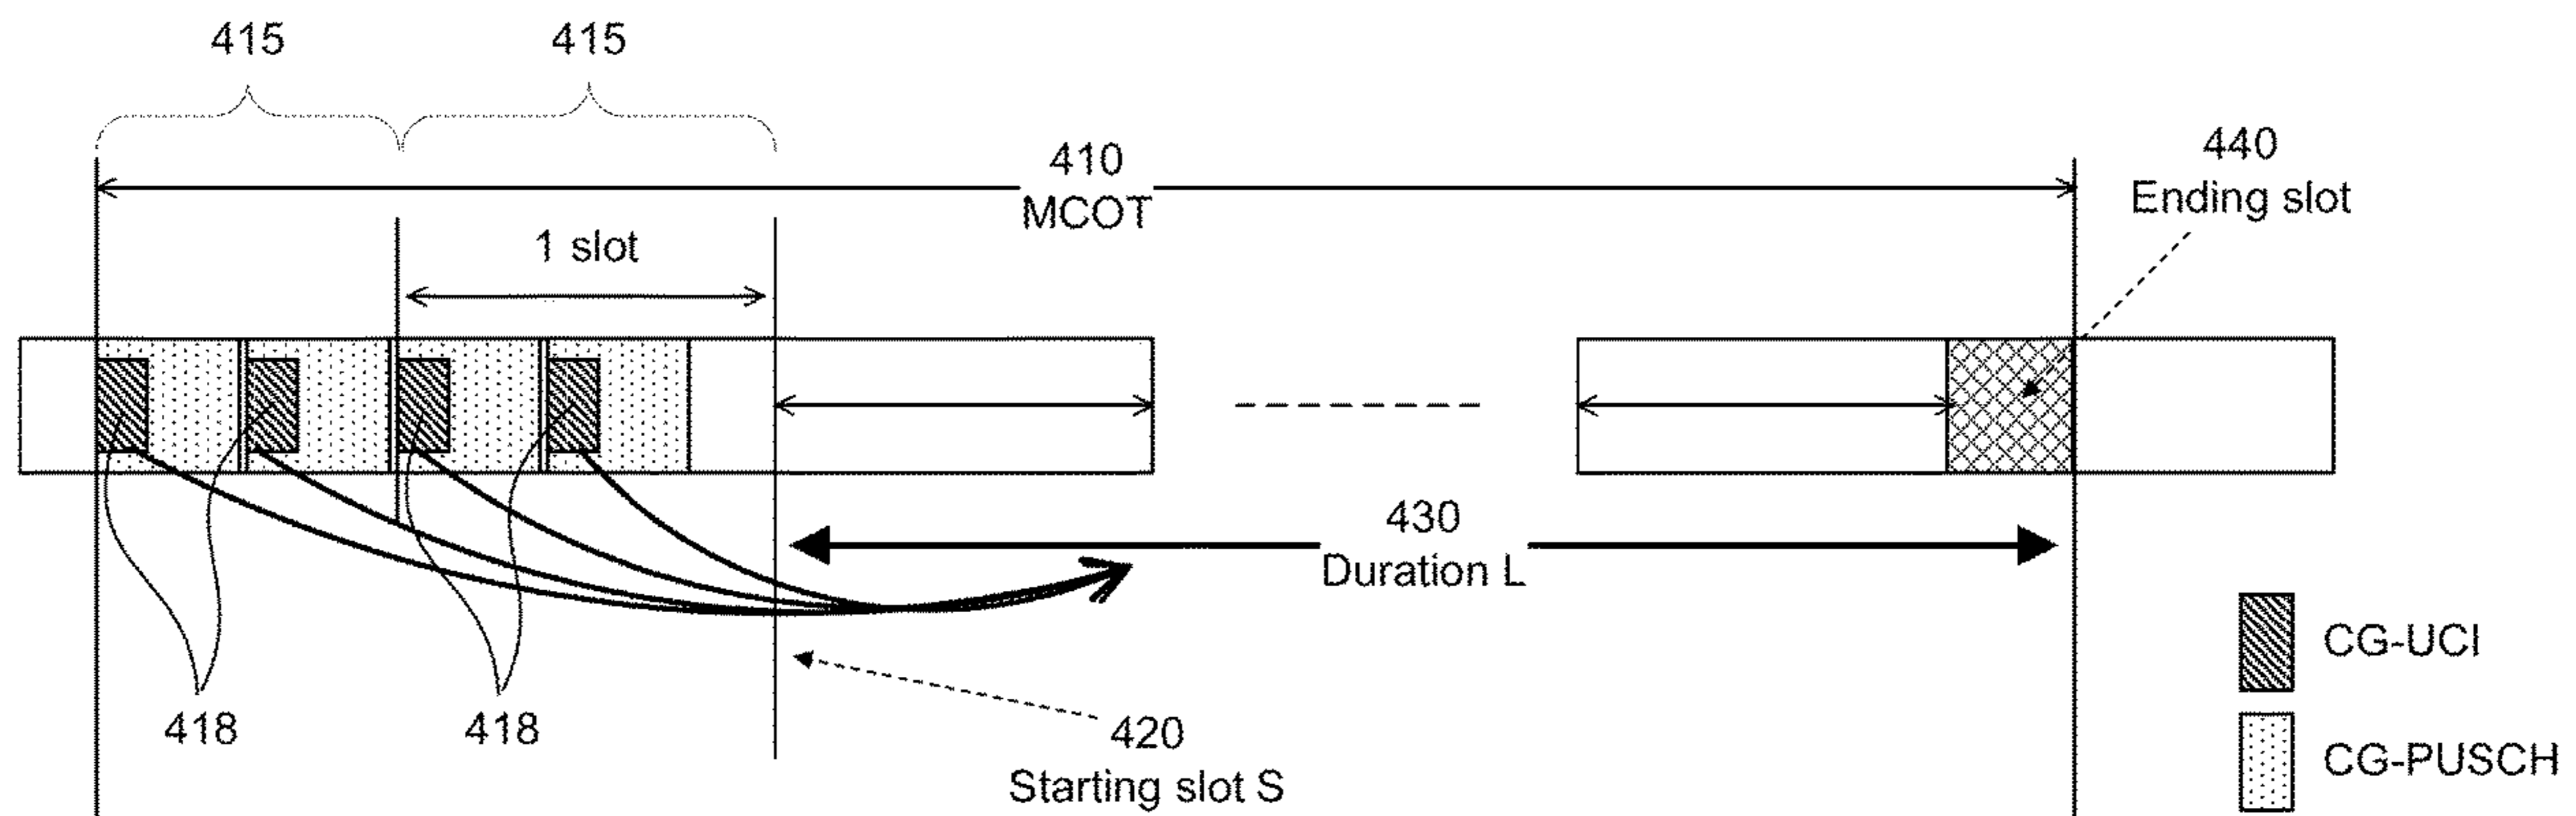 415
415
410
MCOT
440
Ending slot
1 slot
430
Duration L
418
418
420
Starting slot S
CG-UCI
CG-PUSCH